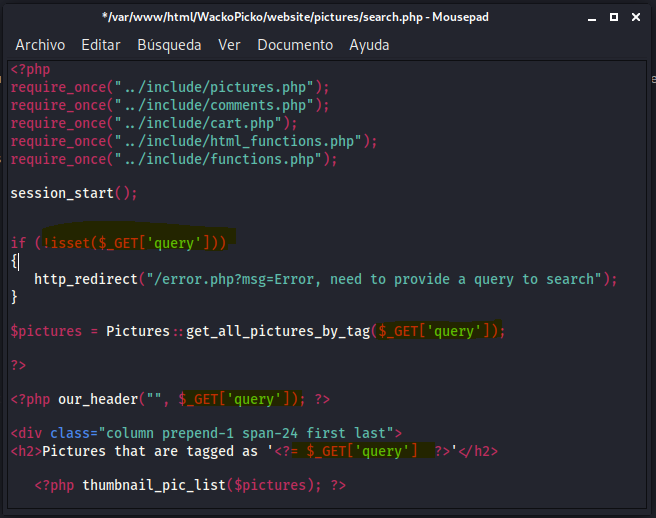 */var/www/html/WackoPicko/website/pictures/search.php - Mousepad
Archivo Editar Búsqueda Ver Documento Ayuda
<?php
require_once("../include/pictures.php");
require_once("../include/comments.php");
require_once("../include/cart.php");
require_once("../include/html_functions.php");
require_once("../include/functions.php");
session_start();
if (!isset($_GET['query']))
{
http_redirect("/error.php?msg=Error, need to provide a query to search");
}
$pictures = Pictures::get_all_pictures_by_tag($_GET['query']);
?>
<?php our_header("", $_GET['query']); ?>
<div class="column prepend-1 span-24 first last">
<h2>Pictures that are tagged as '<?= $_GET['query']  ?>'</h2>
<?php thumbnail_pic_list($pictures); ?>